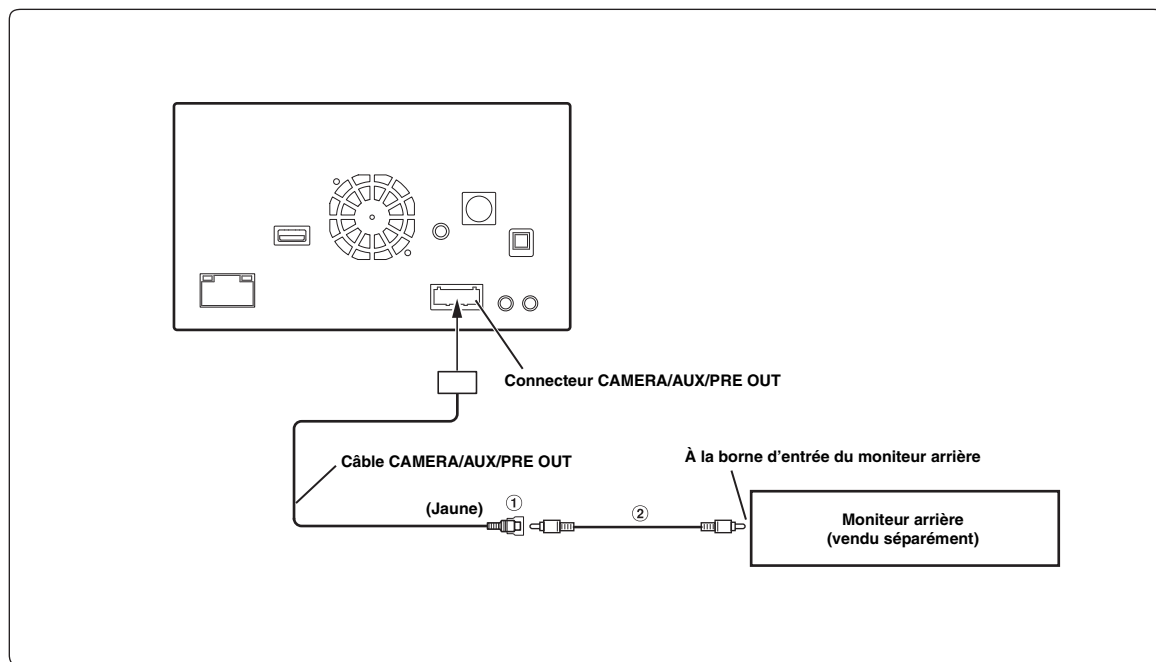 Connecteur CAMERA/AUX/PRE OUT
Câble CAMERA/AUX/PRE OUT
À la borne d’entrée du moniteur arrière
(Jaune)
①
②
Moniteur arrière
(vendu séparément)